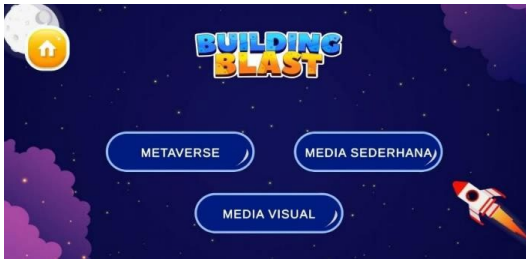 BUILDING
BLAST
METAVERSE
MEDIA SEDERHANA
MEDIA VISUAL